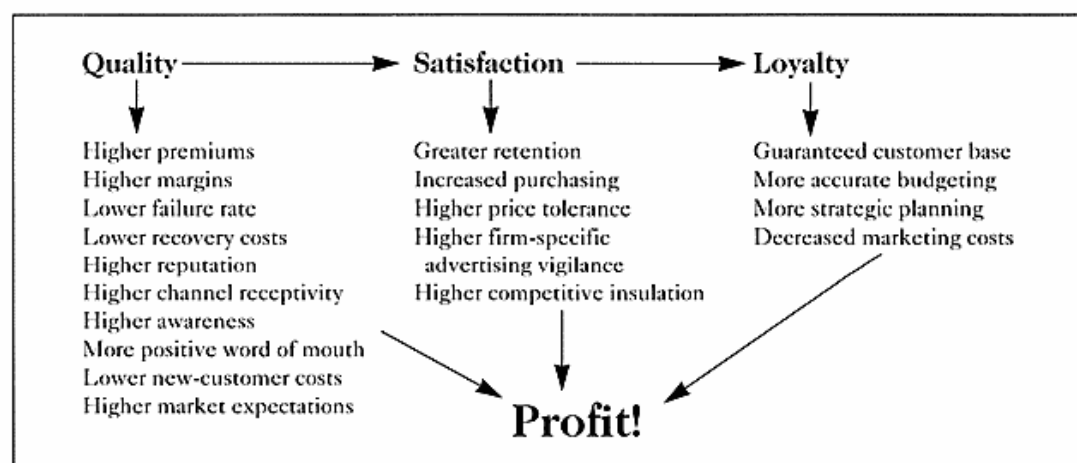 Quality
Satisfaction
Loyalty
Higher premiums
Higher margins
Lower failure rate
Lower recovery costs
Higher reputation
Higher channel receptivity
Higher awareness
More positive word of mouth
Lower new-customer costs
Higher market expectations
Greater retention
Increased purchasing
Higher price tolerance
Higher firm-specific
advertising vigilance
Higher competitive insulation
Guaranteed customer base
More accurate budgeting
More strategic planning
Decreased marketing costs
Profit!